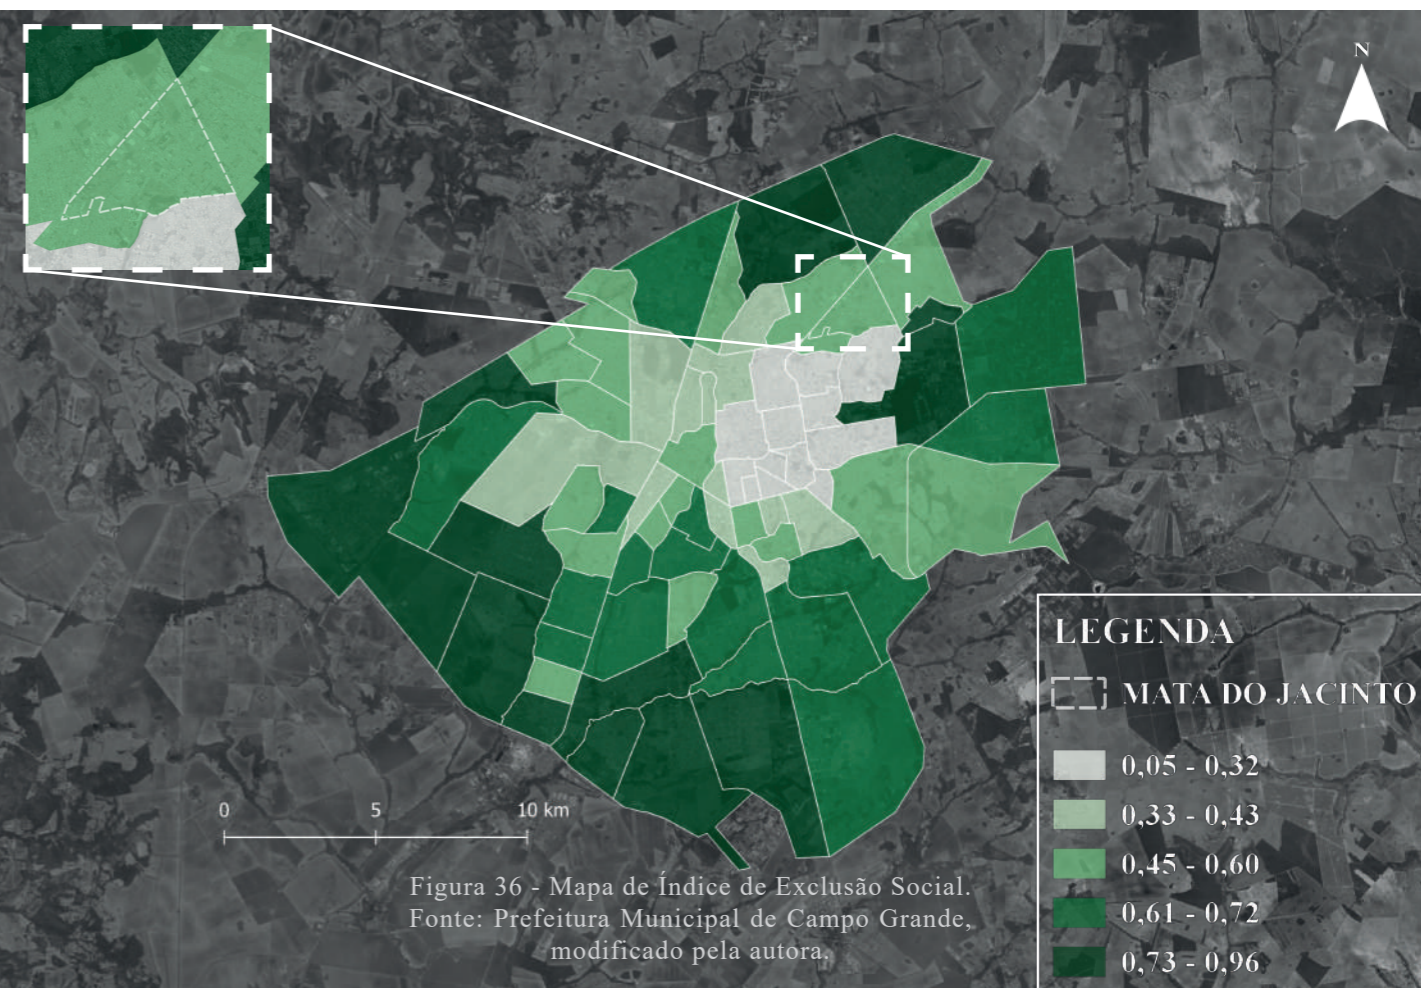 N
LEGENDA
MATA DO JACINTO
0,05 - 0,32
0,33 - 0,43
0,45 - 0,60
0,61 - 0,72
0,73 - 0,96
0 5 10 km
Figura 36 - Mapa de Índice de Exclusão Social.
Fonte: Prefeitura Municipal de Campo Grande,
modificado pela autora.